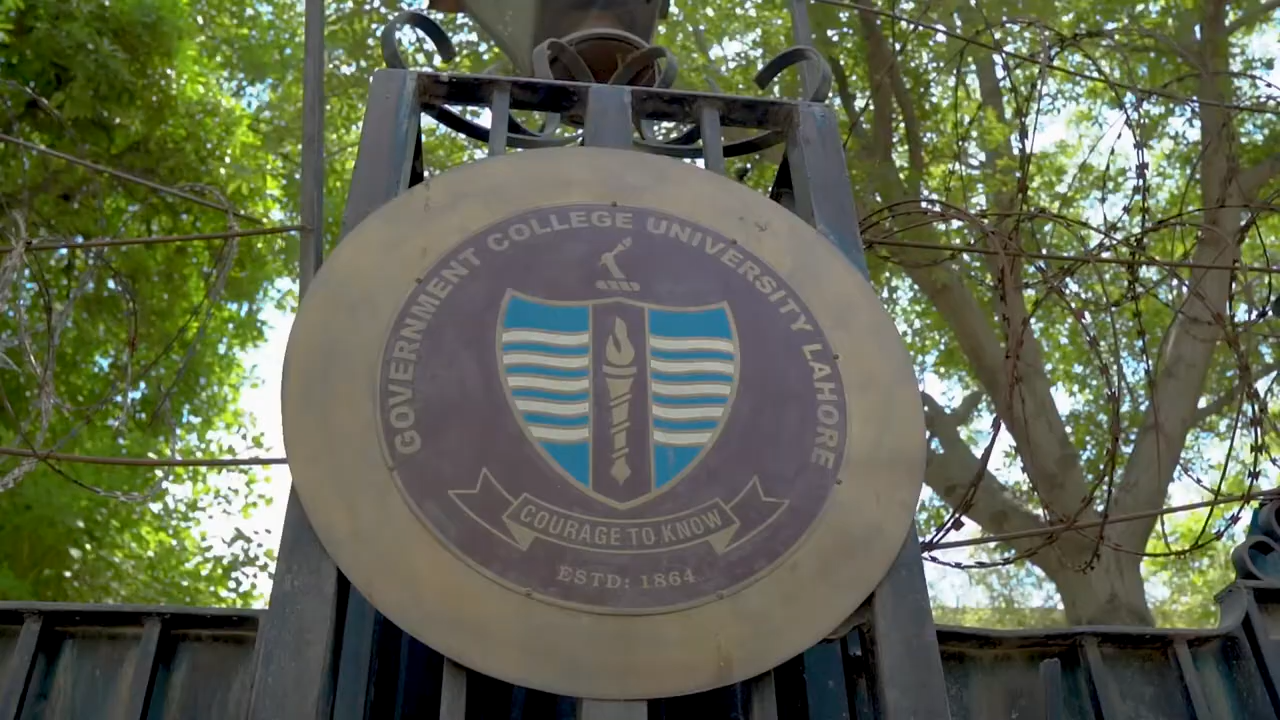 GOVERNMENT COLLEGE UNIVERSITY LAHORE
COURAGE TO KNOW
ESTD: 1864